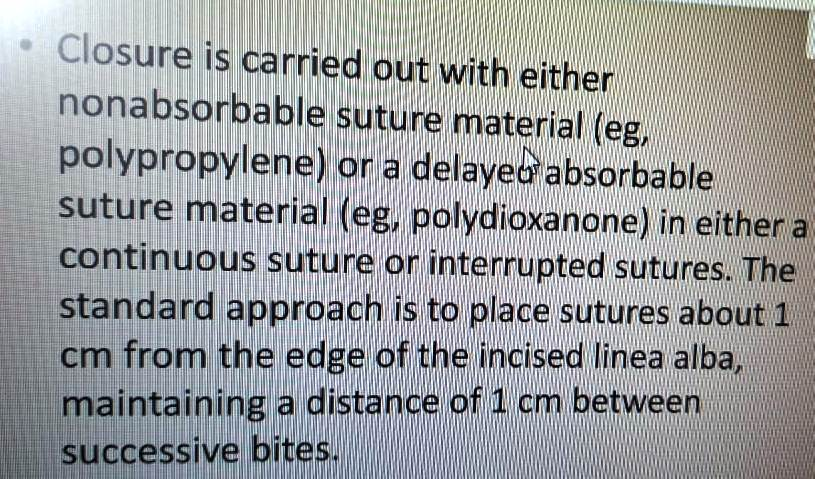 • Closure is carried out with either
nonabsorbable suture material (eg,
polypropylene) or a delayed absorbable
suture material (eg, polydioxanone) in either a
continuous suture or interrupted sutures. The
standard approach is to place sutures about 1
cm from the edge of the incised linea alba,
maintaining a distance of 1 cm between
successive bites.